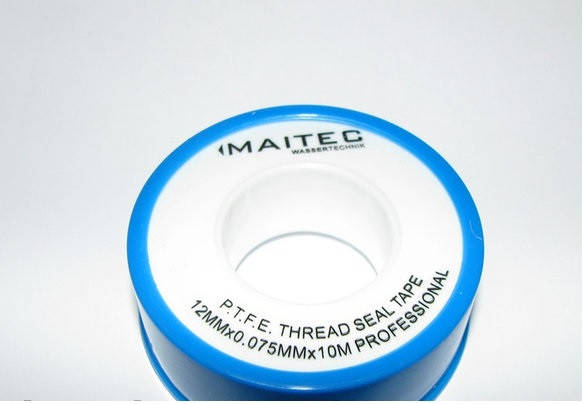 MAITEC
WASSERTECHNIK
P.T.F.E. THREAD SEAL TAPE
12MMx0.075MMx10M PROFESSIONAL